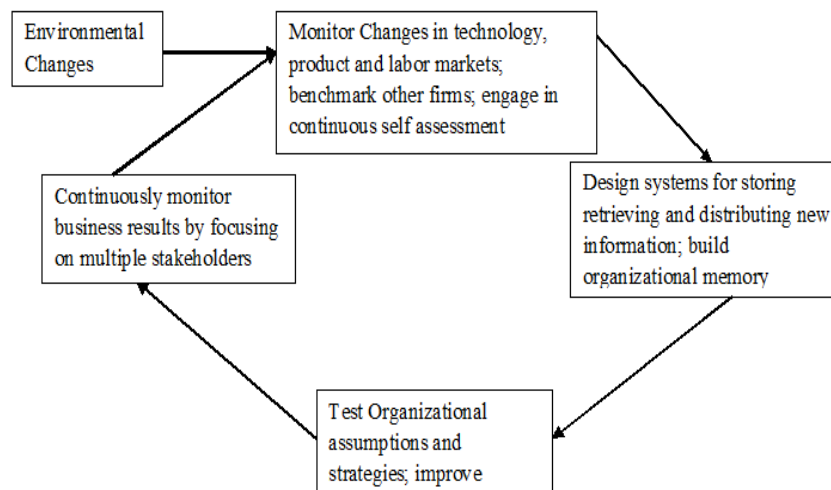 Environmental
Changes
Monitor Changes in technology,
product and labor markets;
benchmark other firms; engage in
continuous self assessment
Design systems for storing
retrieving and distributing new
information; build
organizational memory
Test Organizational
assumptions and
strategies; improve
Continuously monitor
business results by focusing
on multiple stakeholders